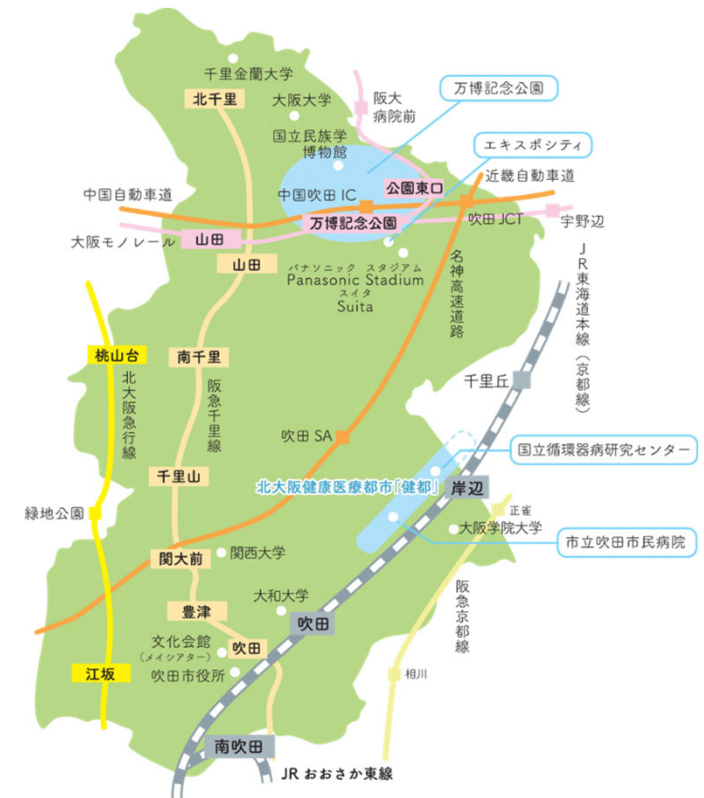 千里金蘭大学
北千里
大阪大学
阪大
病院前
万博記念公園
国立民族学
博物館
エキスポシティ
近畿自動車道
公園東口
中国自動車道
中国吹田 IC
万博記念公園
吹田 JCT
宇野辺
大阪モノレール
山田
山田
パナソニック スタジアム
Panasonic Stadium
スイタ
Suita
名神高速道路
JR東海道本線（京都線）
桃山台
南千里
北大阪急行線
阪急千里線
千里丘
吹田 SA
国立循環器病研究センター
千里山
北大阪健康医療都市「健都」
岸辺
緑地公園
正雀
大阪学院大学
市立吹田市民病院
関大前
関西大学
阪急京都線
大和大学
豊津
吹田
文化会館
（メイシアター）
吹田
吹田市役所
江坂
相川
南吹田
JR おおさか東線